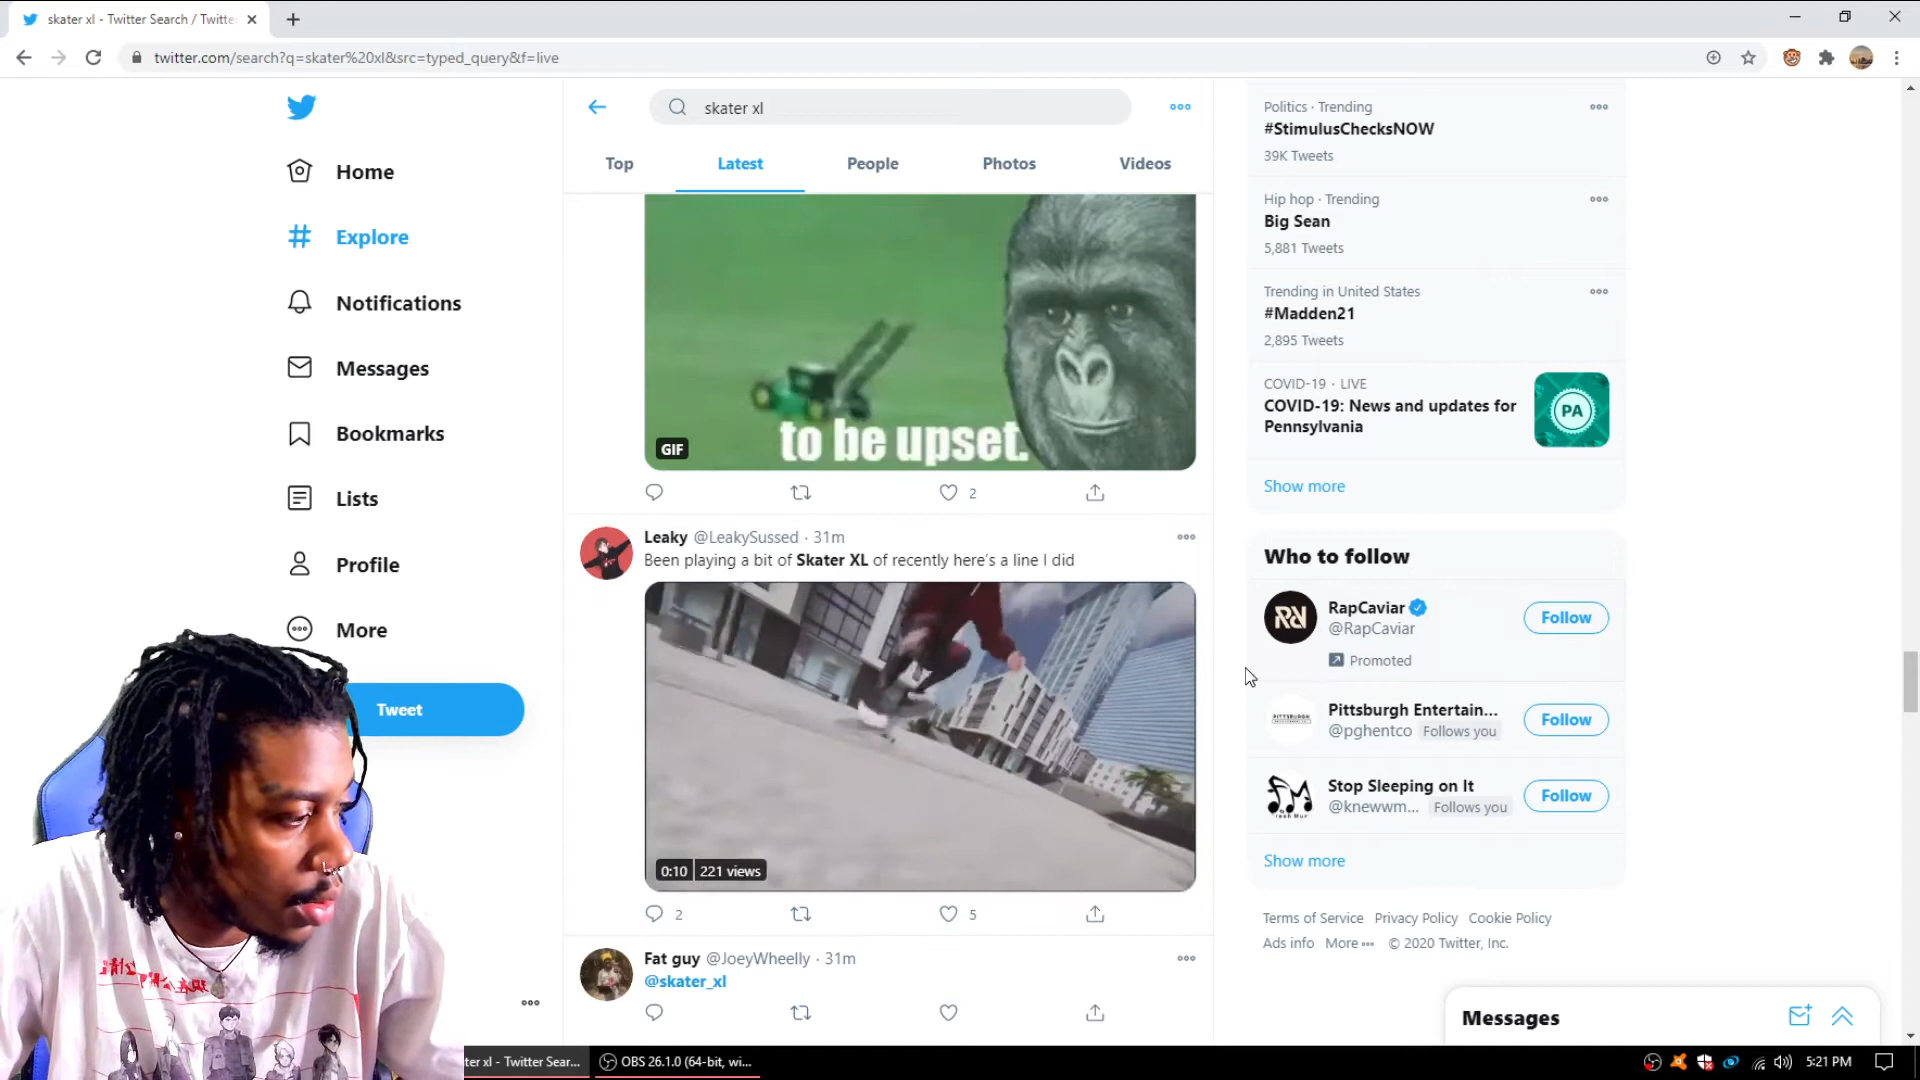 skater xl - Twitter Search / Twitte
twitter.com/search?q=skater%20xl&src=typed_query&f=live
Home
Explore
Notifications
Messages
Bookmarks
Lists
Profile
More
Tweet
skater xl
Top Latest People Photos Videos
to be upset.
GIF
2
Leaky @LeakySussed · 31m
Been playing a bit of Skater XL of recently here's a line I did
0:10 221 views
2 5
Fat guy @JoeyWheelly · 31m
@skater_xl
Politics · Trending
#StimulusChecksNOW
39K Tweets
Hip hop · Trending
Big Sean
5,881 Tweets
Trending in United States
#Madden21
2,895 Tweets
COVID-19 · LIVE
COVID-19: News and updates for
Pennsylvania
PA
Show more
Who to follow
RapCaviar
@RapCaviar
Promoted
Follow
Pittsburgh Entertain...
@pghentco Follows you
Follow
PITTSBURGH
Stop Sleeping on It
@knewwm... Follows you
Follow
Show more
Terms of Service Privacy Policy Cookie Policy
Ads info More © 2020 Twitter, Inc.
Messages
ter xl - Twitter Sear...
OBS 26.1.0 (64-bit, wi...
5:21 PM